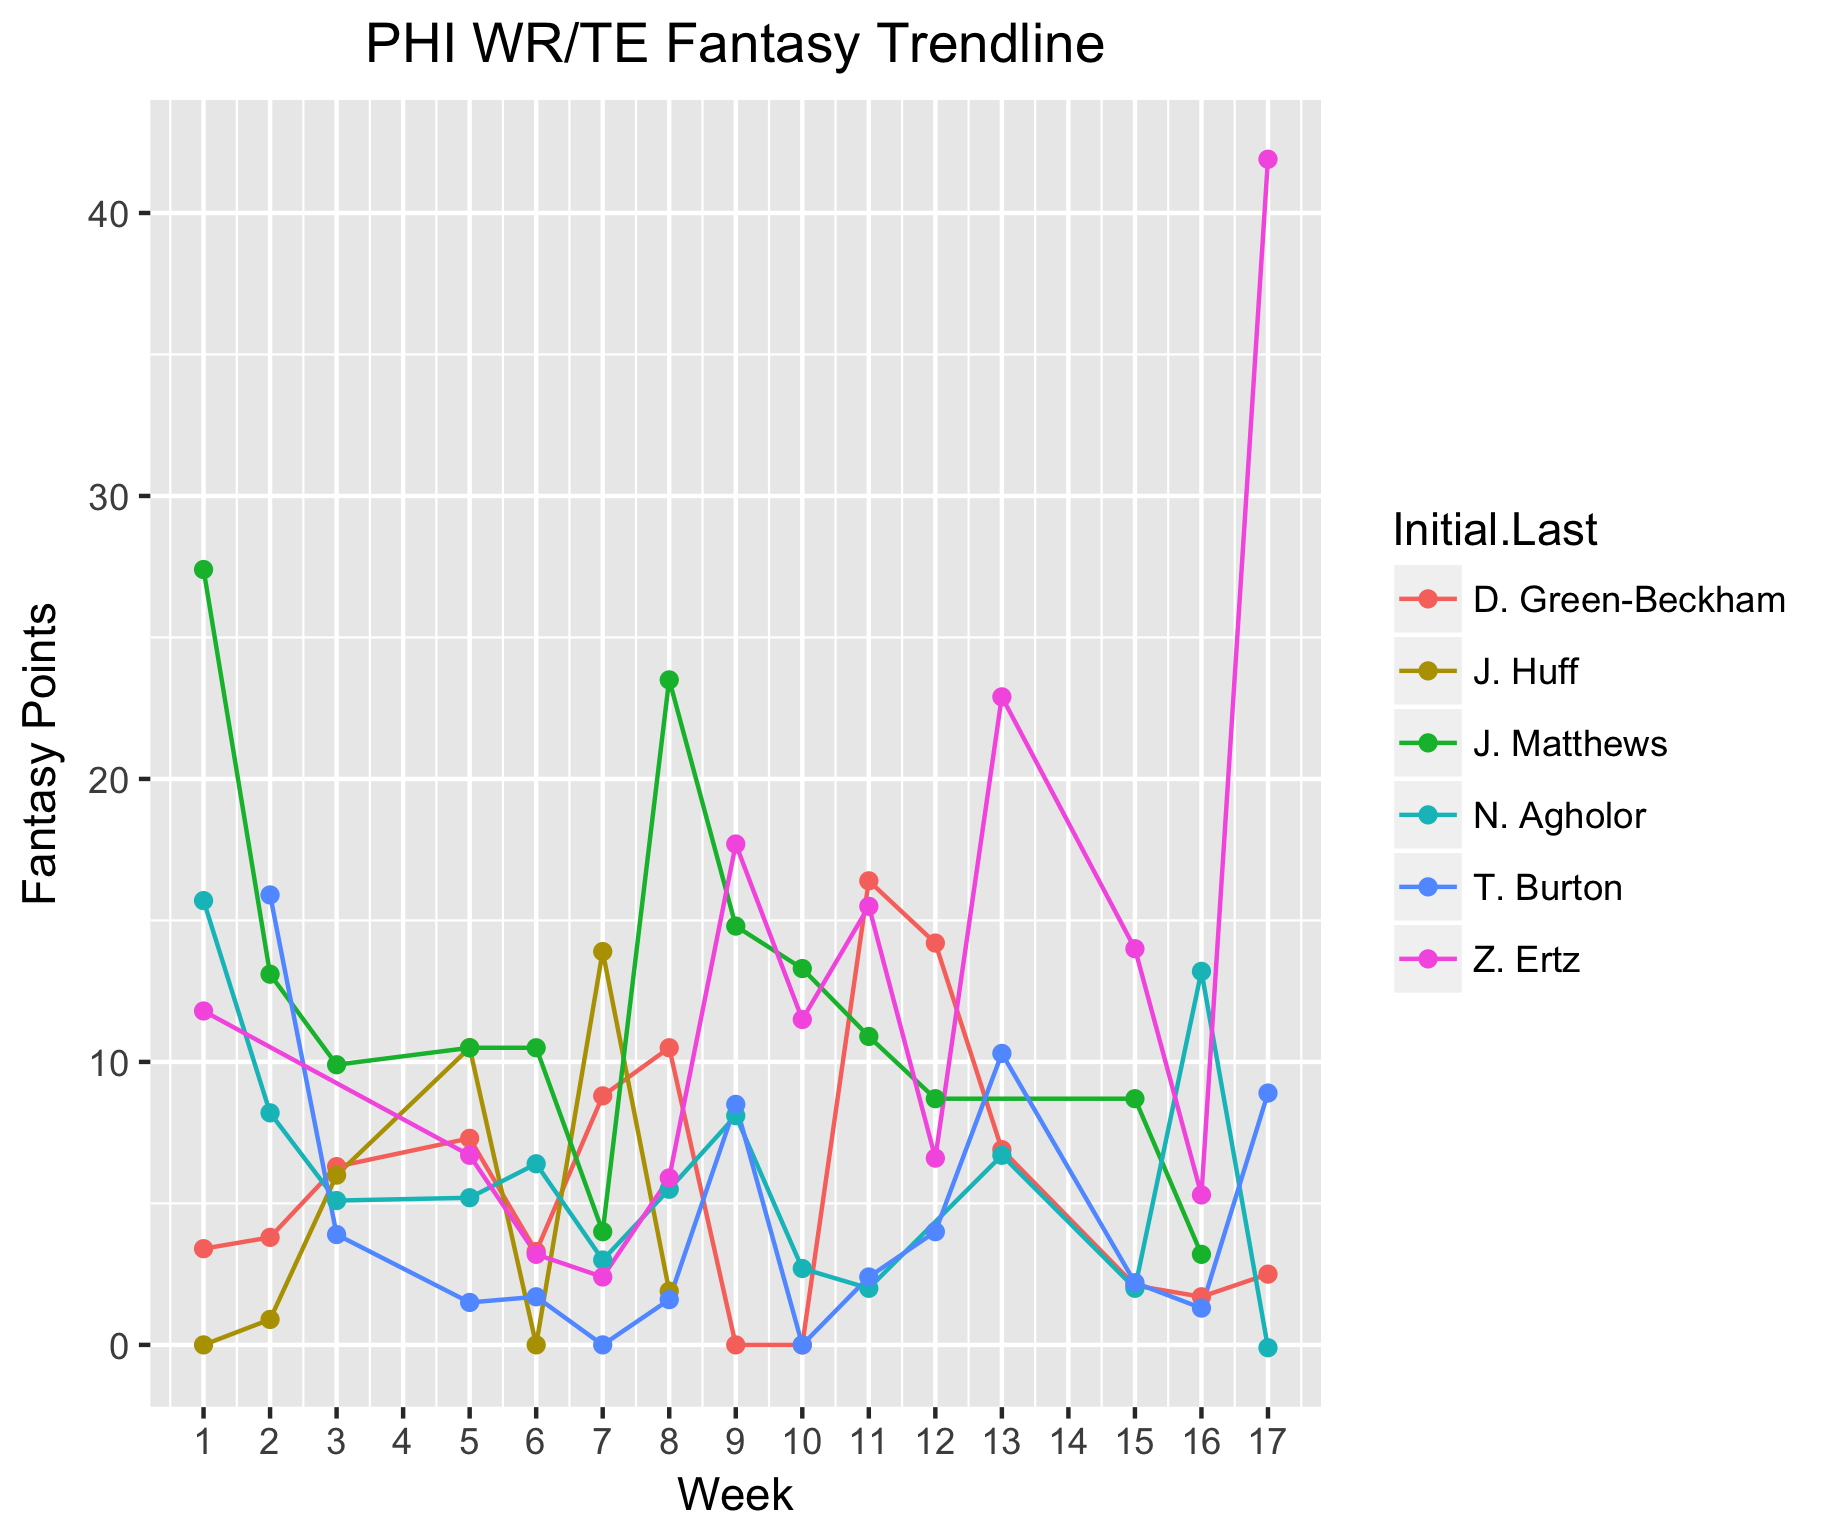 PHI WR/TE Fantasy Trendline
Fantasy Points
40
30
20
10
0
1 2 3 4 5 6 7 8 9 10 11 12 13 14 15 16 17
Week
Initial.Last
D. Green-Beckham
J. Huff
J. Matthews
N. Agholor
T. Burton
Z. Ertz